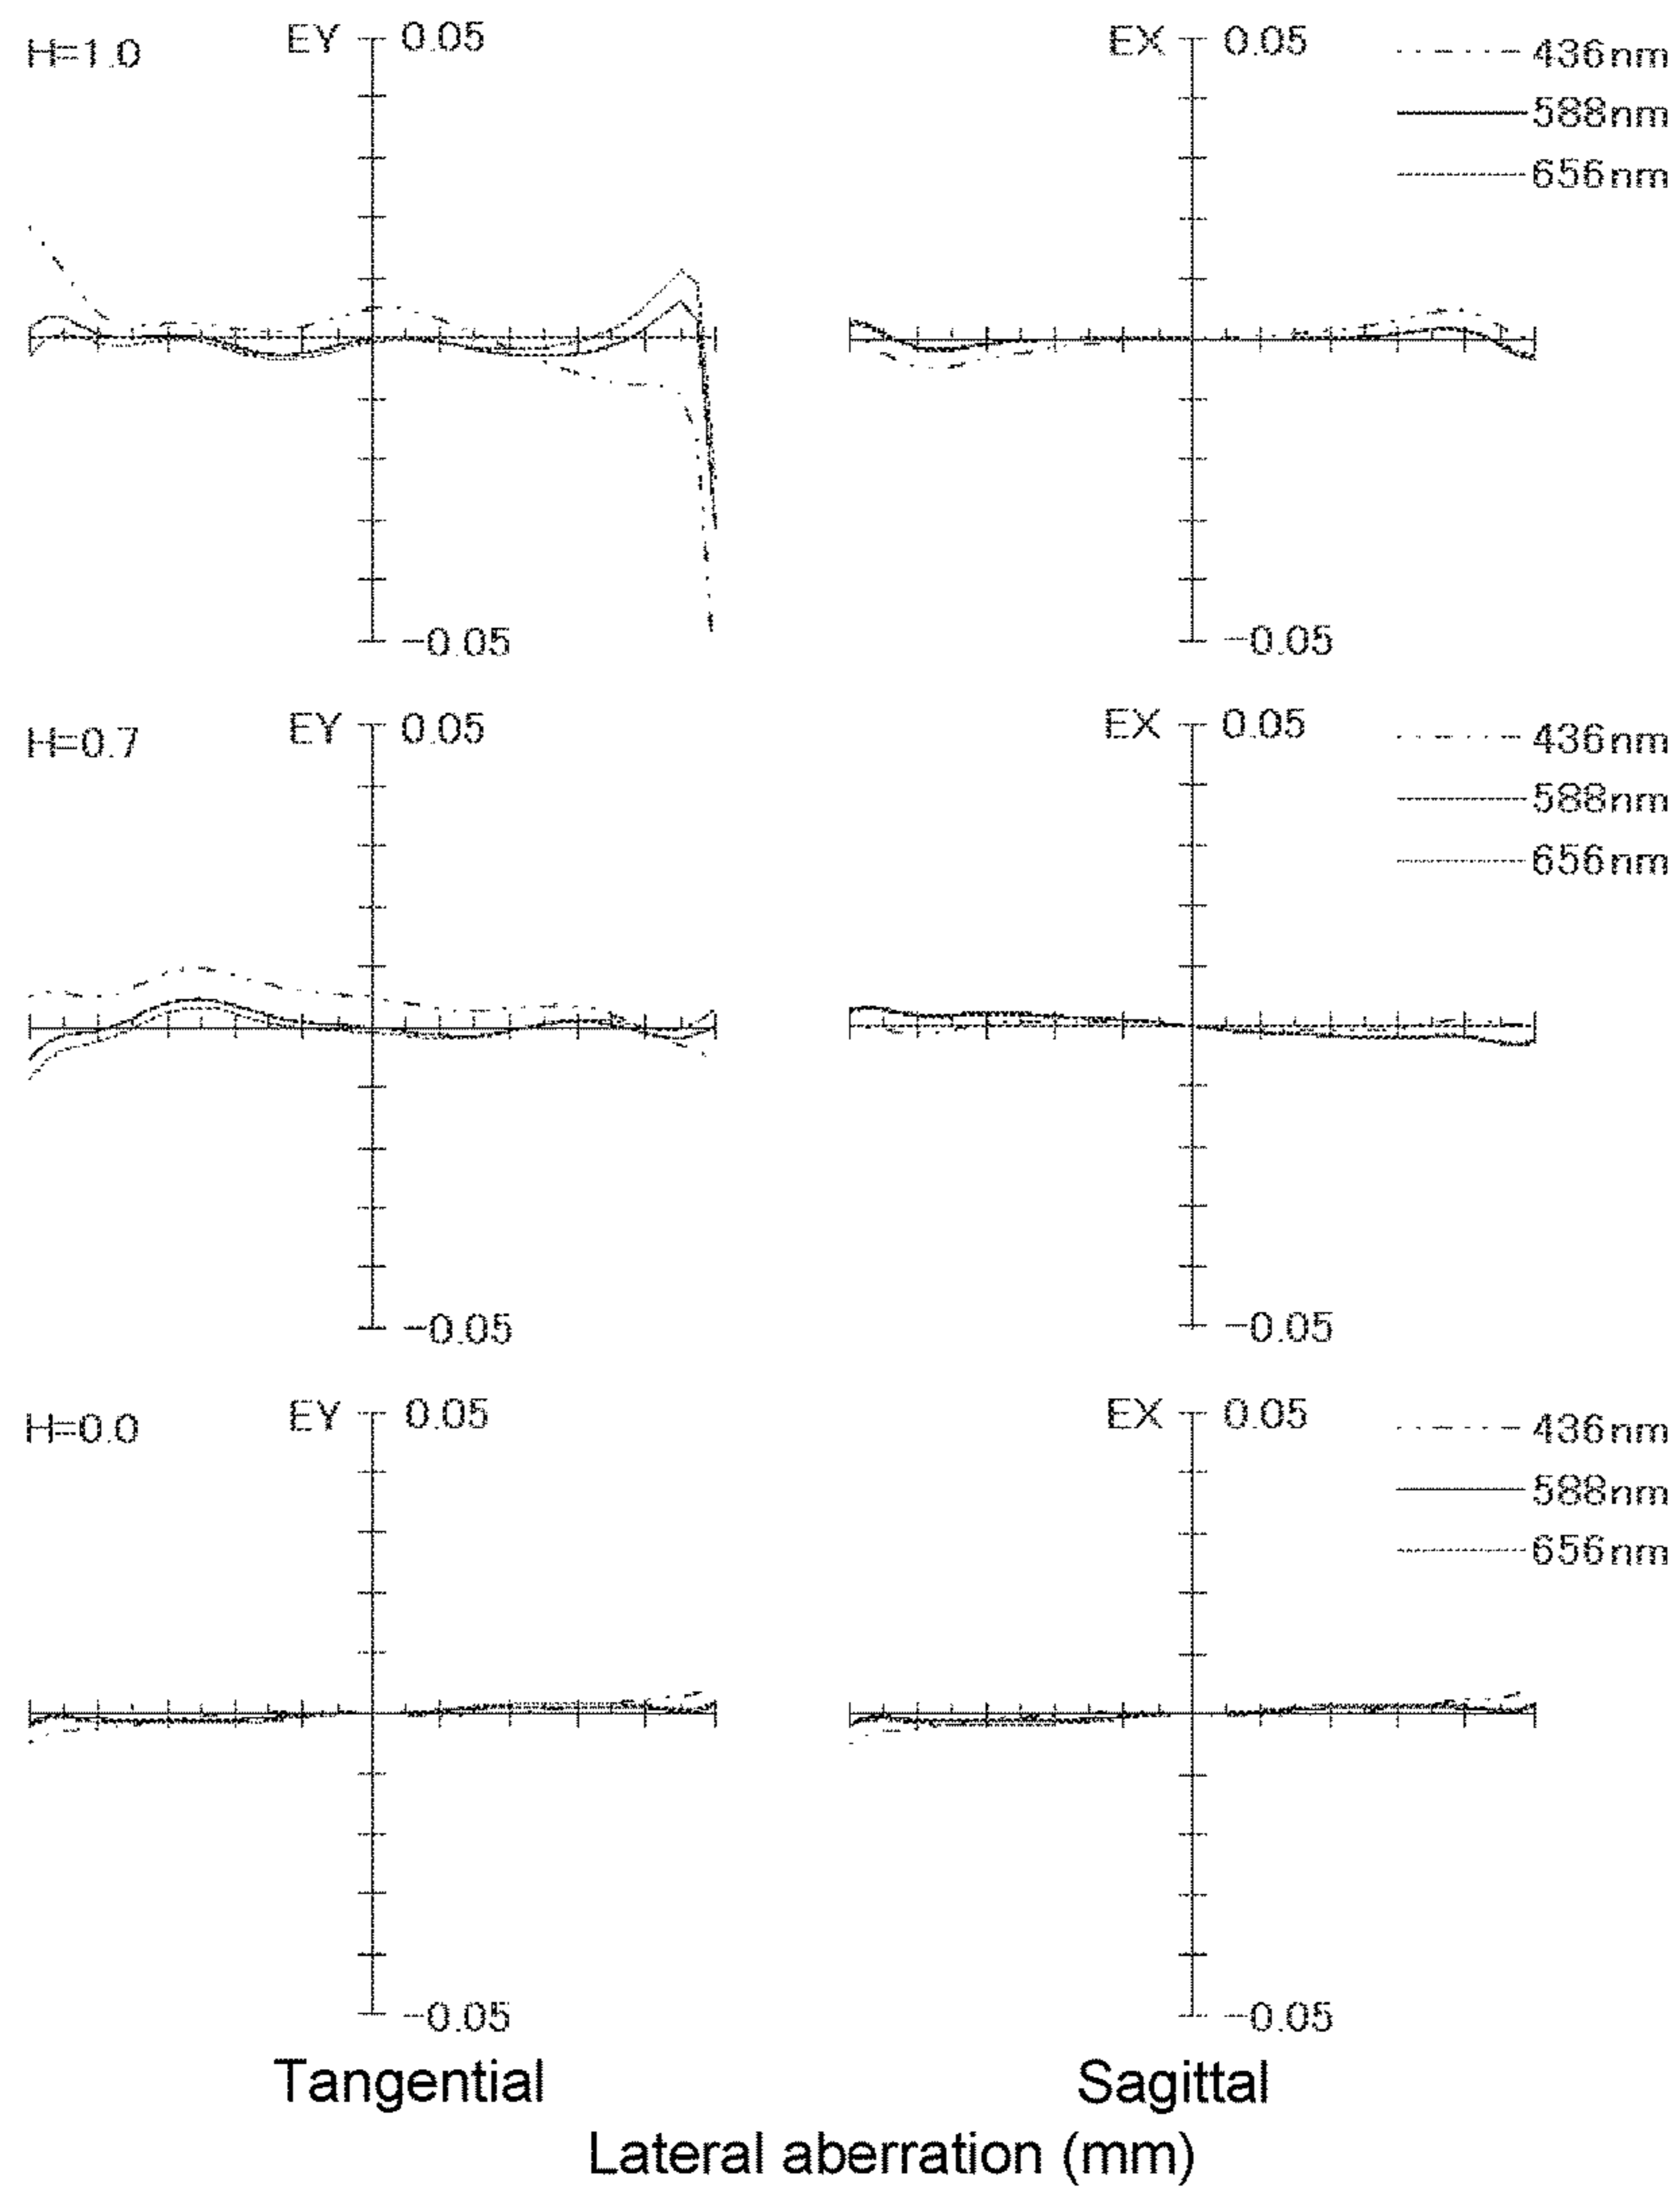 H=1.0 EY 0.05 EX 0.05 436nm
588nm
656nm
-0.05 -0.05
H=0.7 EY 0.05 EX 0.05 436nm
588nm
656nm
-0.05 -0.05
H=0.0 EY 0.05 EX 0.05 436nm
588nm
656nm
-0.05 -0.05
Tangential Sagittal
Lateral aberration (mm)